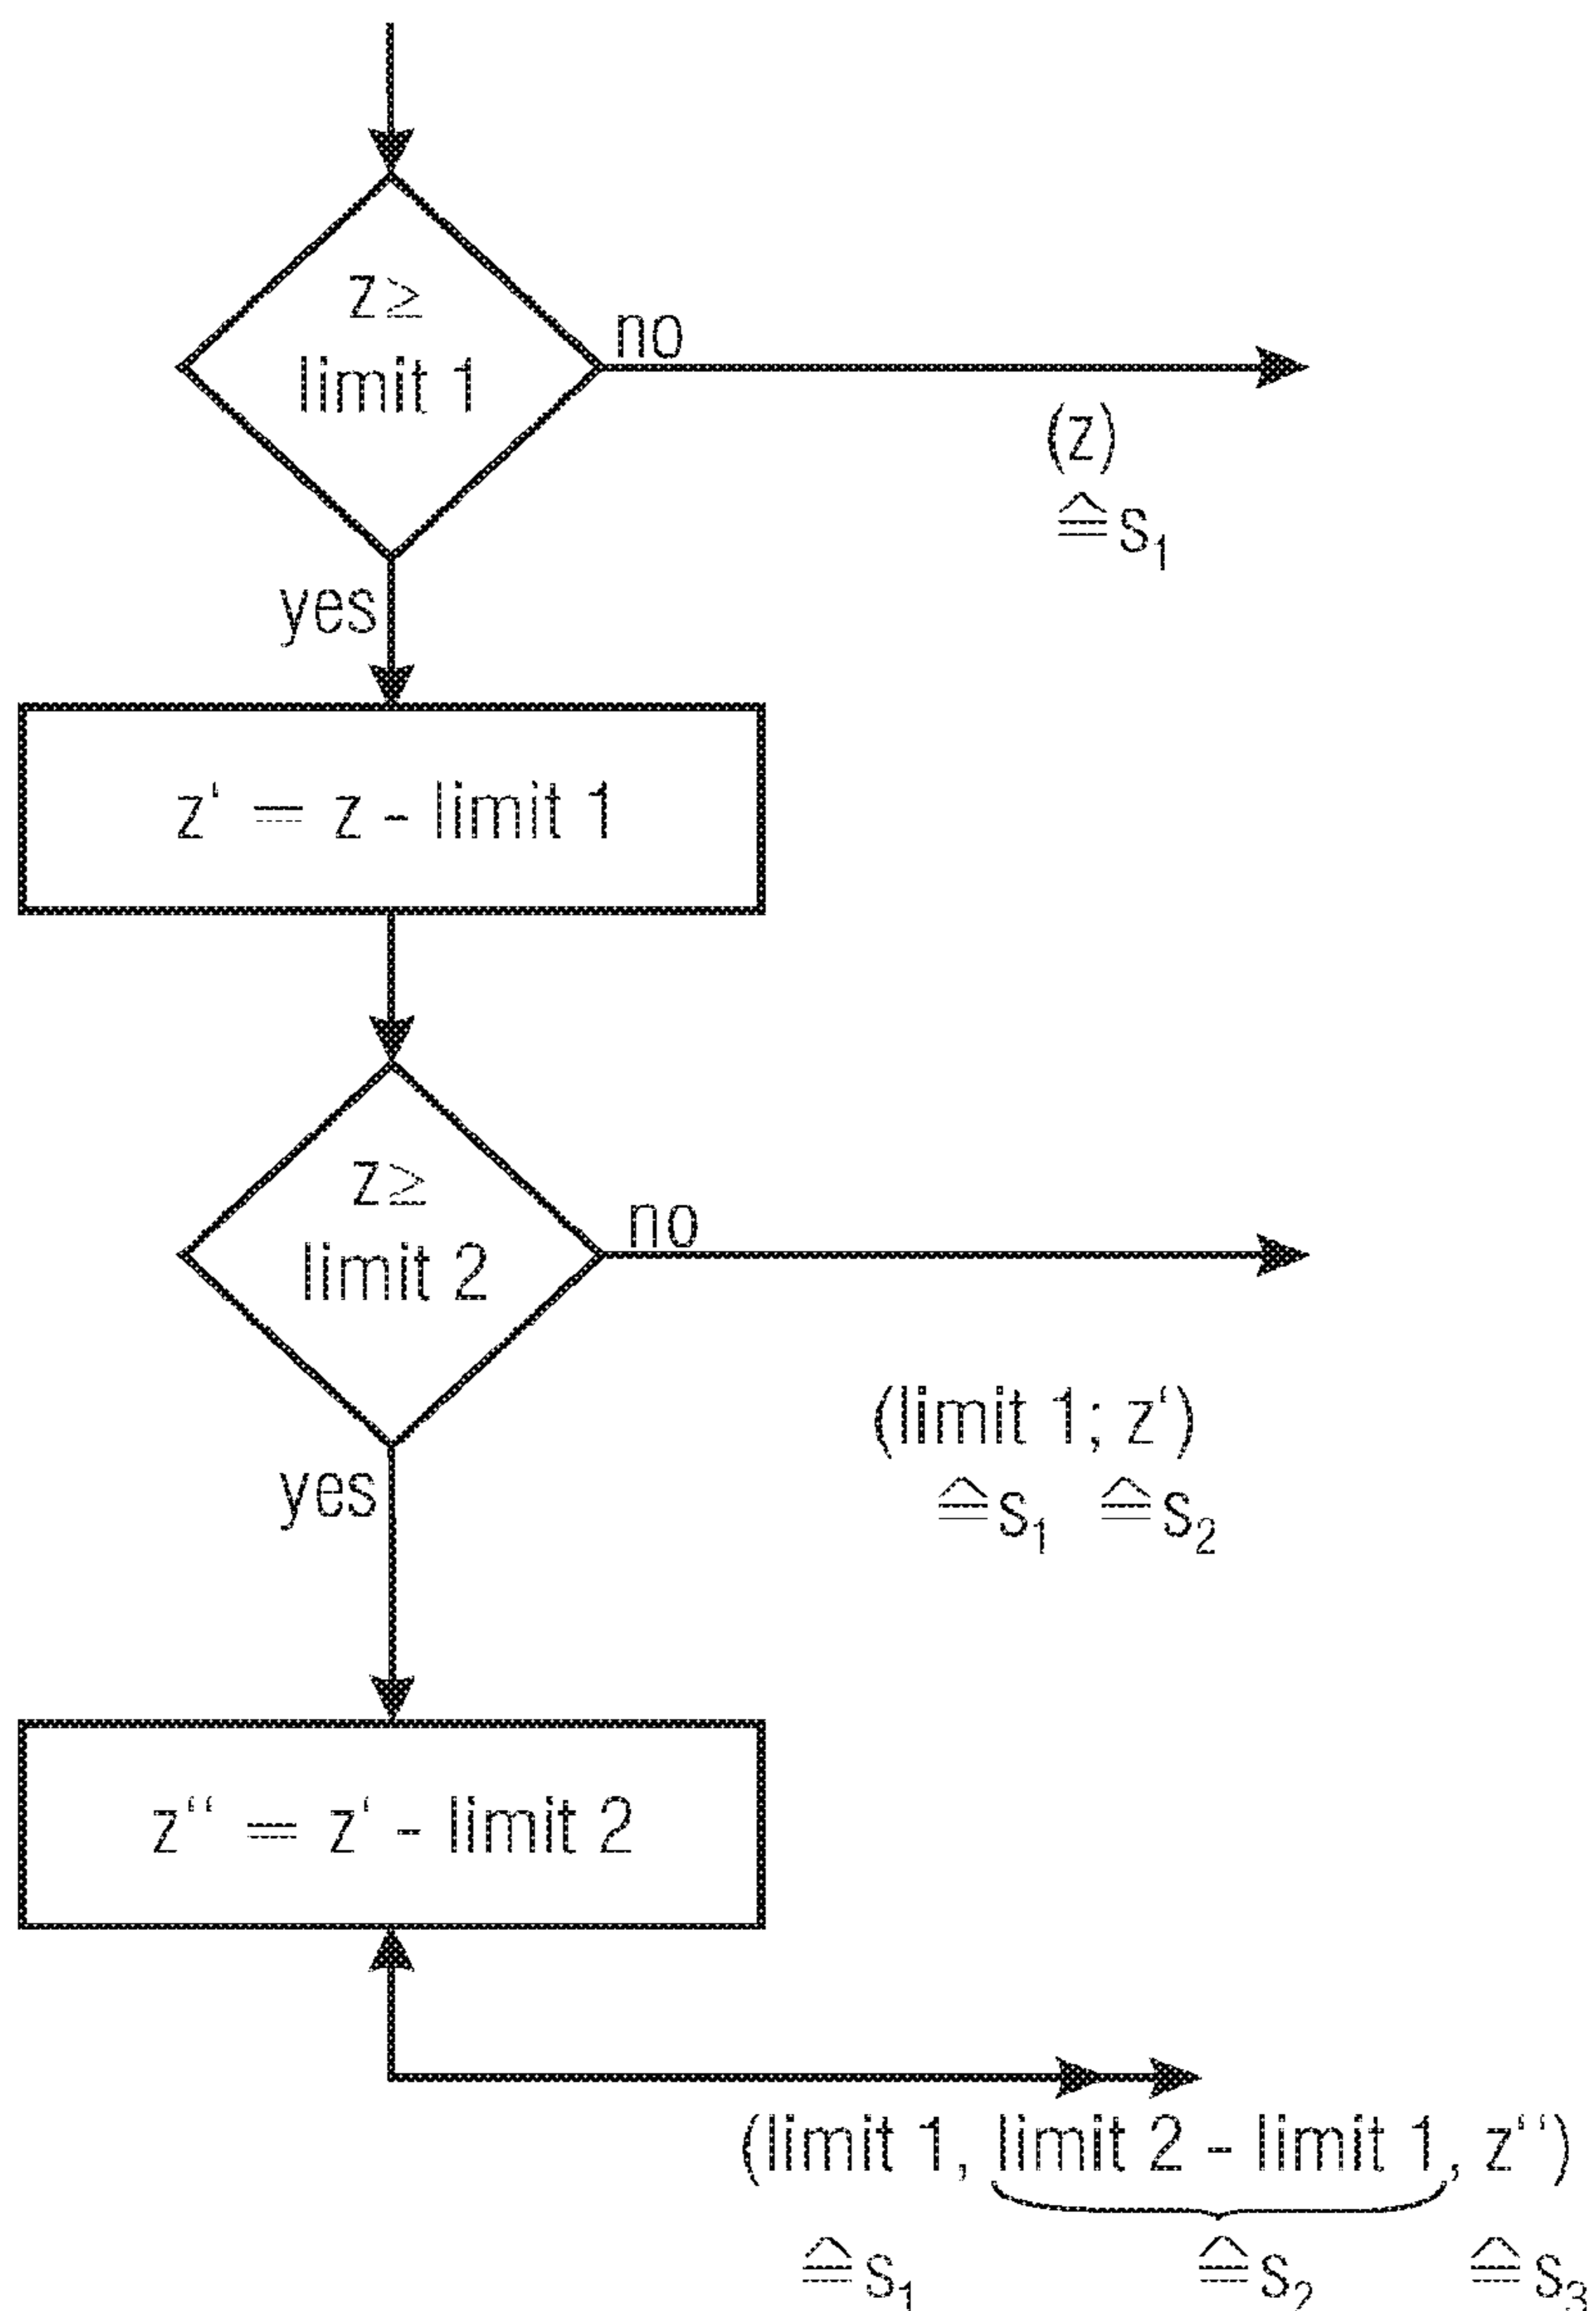 z≥
limit 1
no
(z)
≙s₁
yes
z‘ = z - limit 1
z≥
limit 2
no
(limit 1; z‘)
≙s₁ ≙s₂
yes
z‘‘ = z‘ - limit 2
(limit 1, limit 2 - limit 1, z‘‘)
≙s₁ ≙s₂ ≙s₃